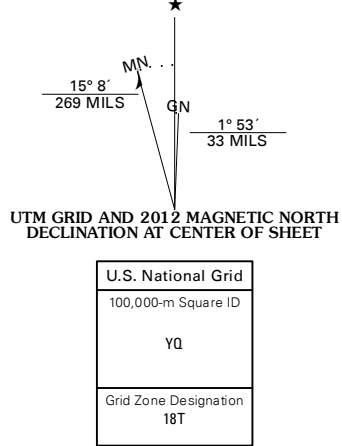 ★
MN
GN
15° 8´
269 MILS
1° 53´
33 MILS
UTM GRID AND 2012 MAGNETIC NORTH
DECLINATION AT CENTER OF SHEET
U.S. National Grid
100,000-m Square ID
YQ
Grid Zone Designation
18T